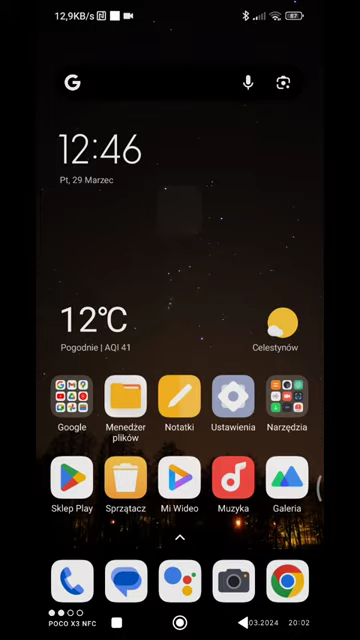 12,9KB/s
87
12:46
Pt, 29 Marzec
12°C
Pogodnie | AQI 41
Celestynów
Google
Menedżer plików
Notatki
Ustawienia
Narzędzia
Sklep Play
Sprzątacz
Mi Wideo
Muzyka
Galeria
POCO X3 NFC
03.2024 20:02